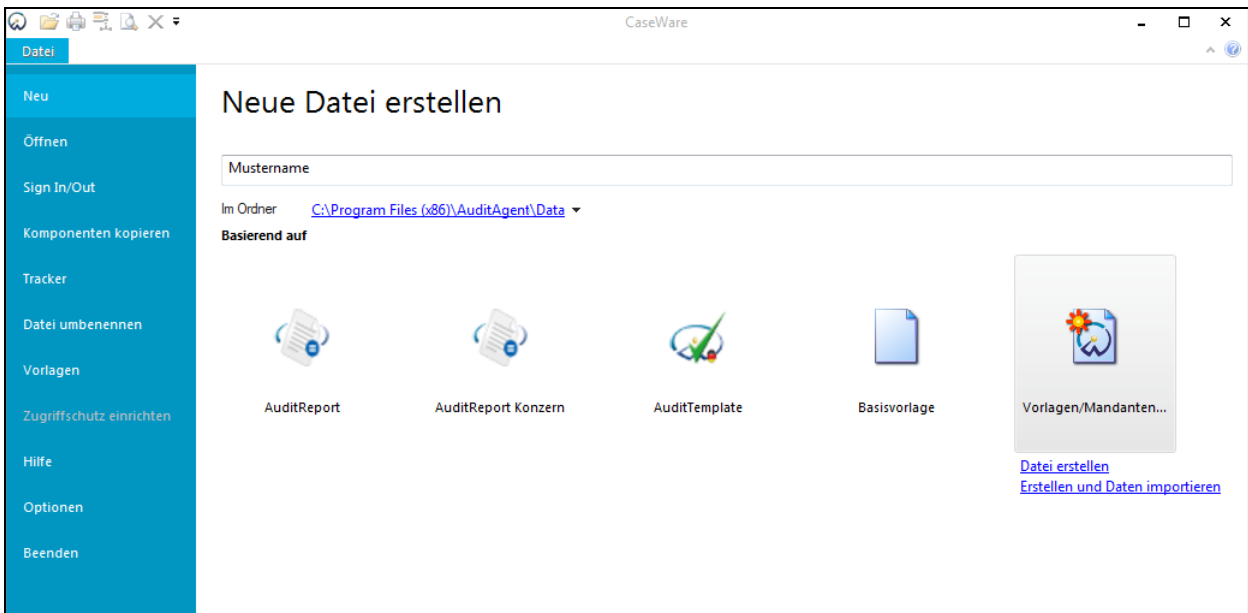 CaseWare
Datei
Neu
Öffnen
Sign In/Out
Komponenten kopieren
Tracker
Datei umbenennen
Vorlagen
Zugriffschutz einrichten
Hilfe
Optionen
Beenden
Neue Datei erstellen
Mustername
Im Ordner C:\Program Files (x86)\AuditAgent\Data
Basierend auf
AuditReport
AuditReport Konzern
AuditTemplate
Basisvorlage
Vorlagen/Mandanten...
Datei erstellen
Erstellen und Daten importieren